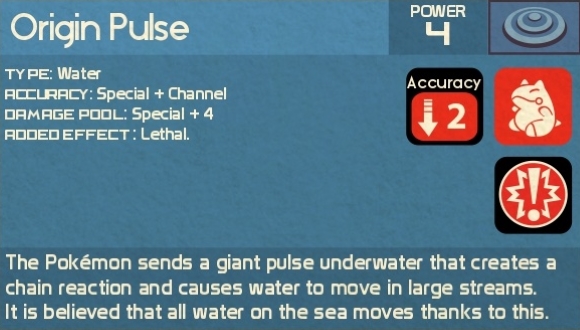 Origin Pulse
POWER
4
TYPE: Water
ACCURACY: Special + Channel
DAMAGE POOL: Special + 4
ADDED EFFECT: Lethal.
Accuracy
2
The Pokémon sends a giant pulse underwater that creates a
chain reaction and causes water to move in large streams.
It is believed that all water on the sea moves thanks to this.